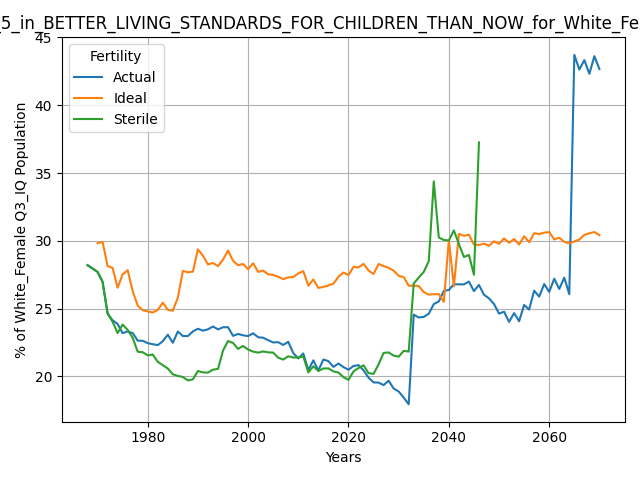 5_in_BETTER_LIVING_STANDARDS_FOR_CHILDREN_THAN_NOW_for_White_Fe
Fertility
Actual
Ideal
Sterile
% of White_Female Q3_IQ Population
45
40
35
30
25
20
1980
2000
2020
2040
2060
Years